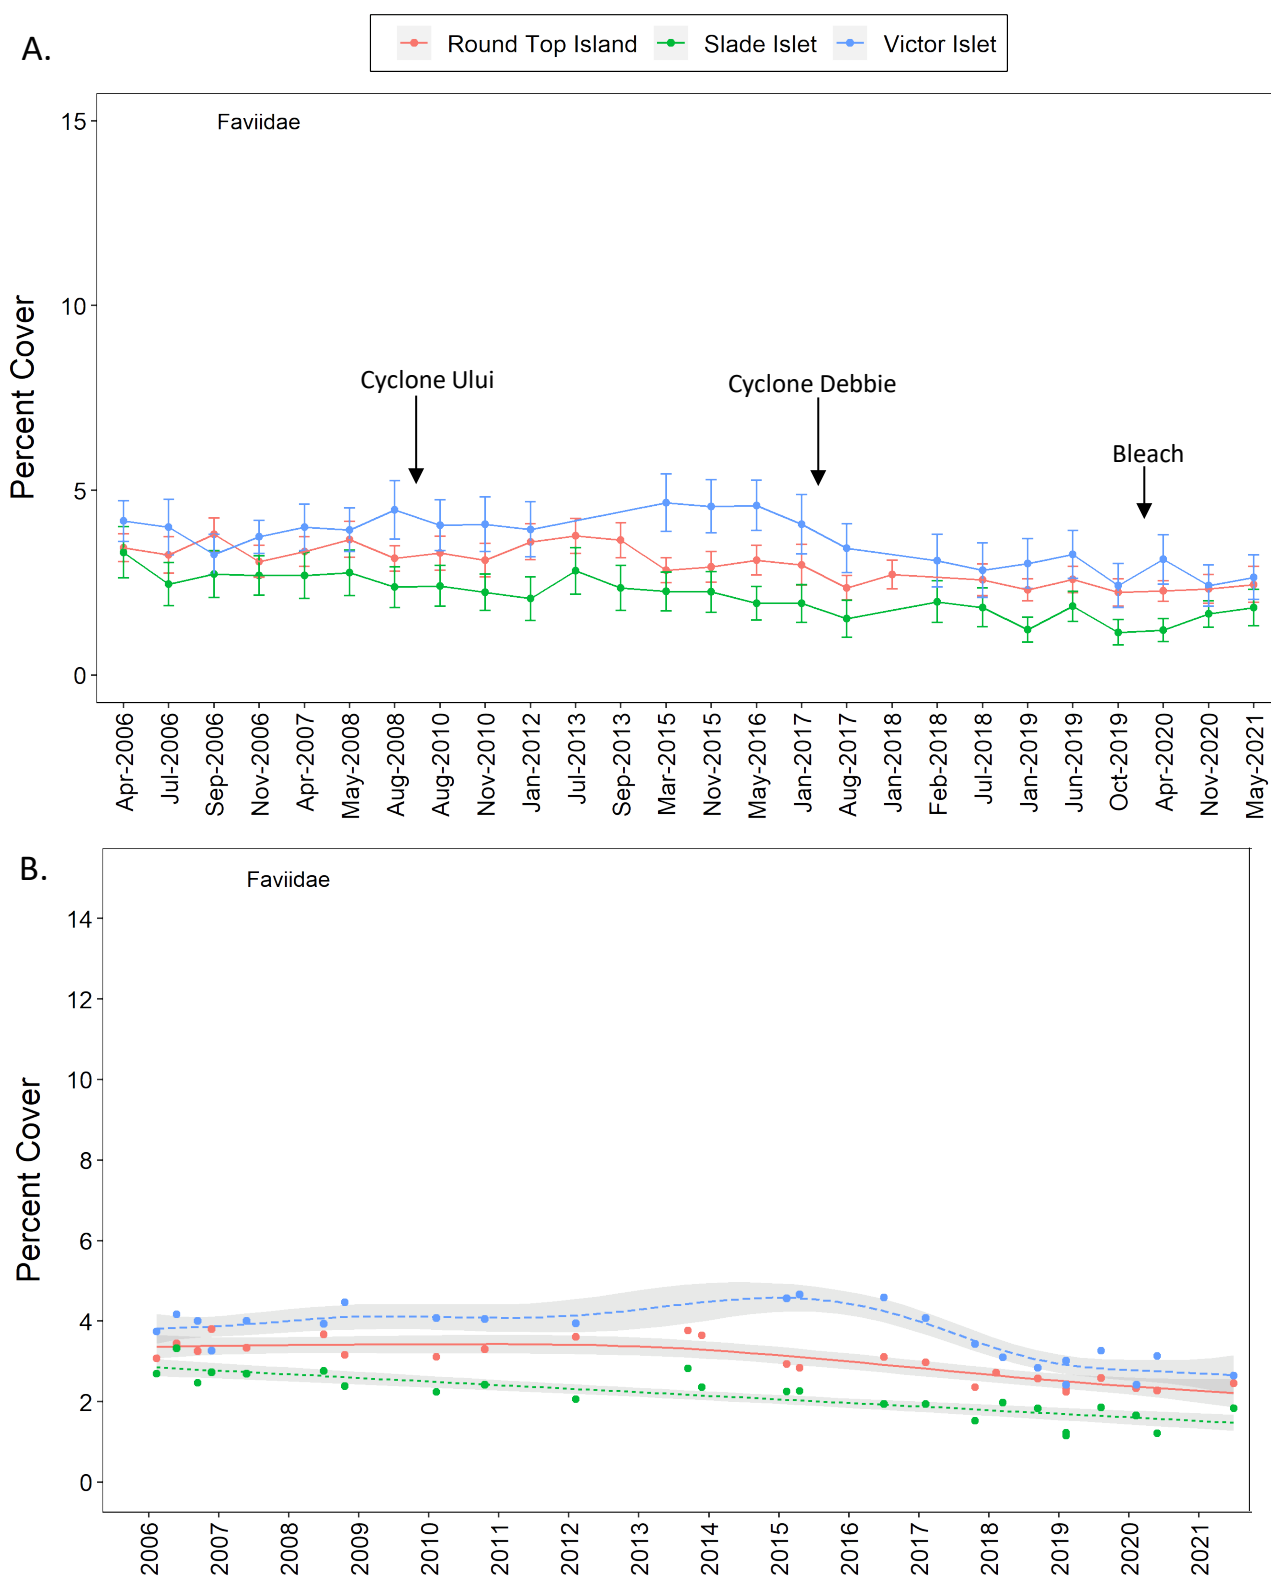 A.
Round Top Island Slade Islet Victor Islet
Faviidae
15
10
5
0
Percent Cover
Cyclone Ului
Cyclone Debbie
Bleach
Apr-2006
Jul-2006
Sep-2006
Nov-2006
Apr-2007
May-2008
Aug-2008
Aug-2010
Nov-2010
Jan-2012
Jul-2013
Sep-2013
Mar-2015
Nov-2015
May-2016
Jan-2017
Aug-2017
Jan-2018
Feb-2018
Jul-2018
Jan-2019
Jun-2019
Oct-2019
Apr-2020
Nov-2020
May-2021
B.
Faviidae
14
12
10
8
6
4
2
0
Percent Cover
2006
2007
2008
2009
2010
2011
2012
2013
2014
2015
2016
2017
2018
2019
2020
2021